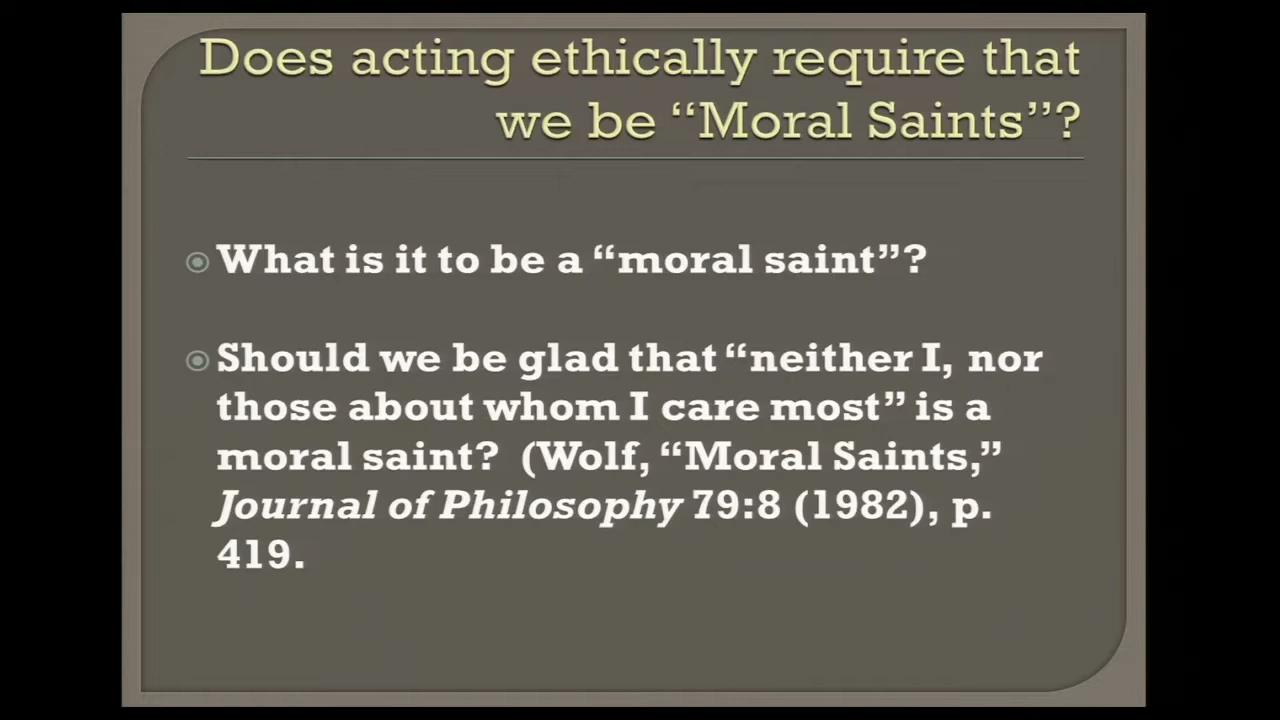 Does acting ethically require that
we be “Moral Saints”?
What is it to be a “moral saint”?
Should we be glad that “neither I, nor
those about whom I care most” is a
moral saint? (Wolf, “Moral Saints,”
Journal of Philosophy 79:8 (1982), p.
419.